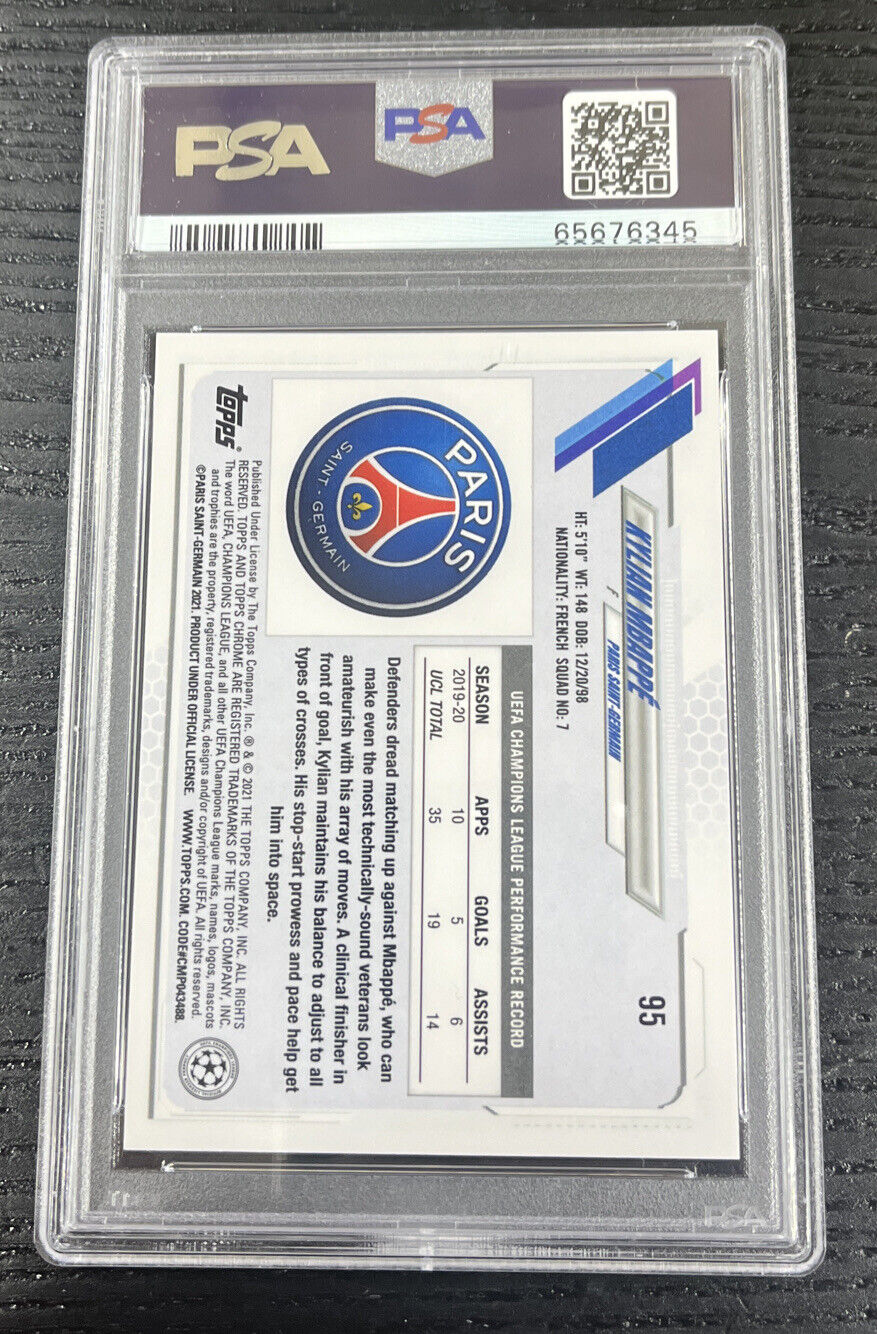 PSA
PSA
65676345
95
KYLIAN MBAPPÉ
PARIS SAINT-GERMAIN
HT: 5'10" WT: 148 DOB: 12/20/98
NATIONALITY: FRENCH SQUAD NO: 7
PARIS
SAINT-GERMAIN
UEFA CHAMPIONS LEAGUE PERFORMANCE RECORD
SEASON APPS GOALS ASSISTS
2019-20 10 5 6
UCL TOTAL 35 19 14
Defenders dread matching up against Mbappé, who can
make even the most technically-sound veterans look
amateurish with his array of moves. A clinical finisher in
front of goal, Kylian maintains his balance to adjust to all
types of crosses. His stop-start prowess and pace help get
him into space.
topps®
Published Under License by The Topps Company, Inc. ® & © 2021 THE TOPPS COMPANY, INC. ALL RIGHTS
RESERVED. TOPPS AND TOPPS CHROME ARE REGISTERED TRADEMARKS OF THE TOPPS COMPANY, INC.
The word UEFA, CHAMPIONS LEAGUE, and all other UEFA Champions League marks, names, logos, mascots
and trophies are the property, registered trademarks, designs and/or copyright of UEFA. All rights reserved.
©PARIS SAINT-GERMAIN 2021 PRODUCT UNDER OFFICIAL LICENSE. WWW.TOPPS.COM. CODE#CMP043488.
PSA